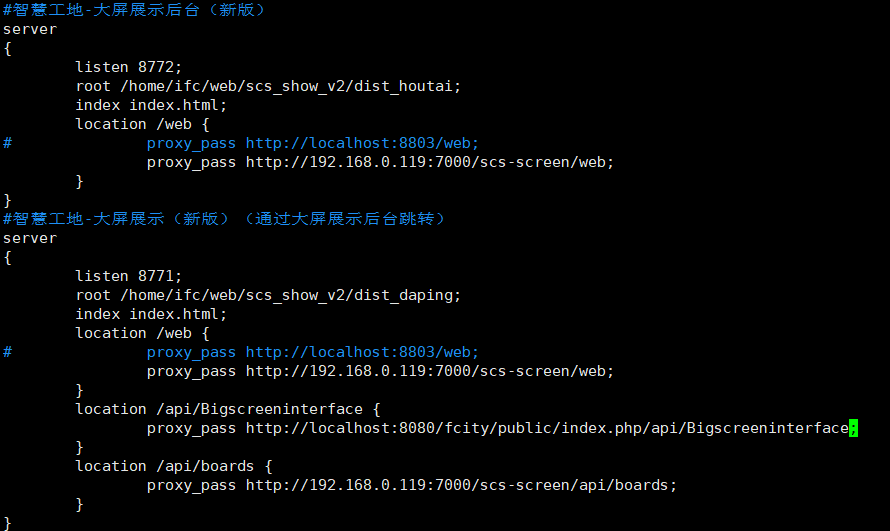 #智慧工地-大屏展示后台（新版）
server
{
        listen 8772;
        root /home/ifc/web/scs_show_v2/dist_houtai;
        index index.html;
        location /web {
#               proxy_pass http://localhost:8803/web;
                proxy_pass http://192.168.0.119:7000/scs-screen/web;
        }
}
#智慧工地-大屏展示（新版）（通过大屏展示后台跳转）
server
{
        listen 8771;
        root /home/ifc/web/scs_show_v2/dist_daping;
        index index.html;
        location /web {
#               proxy_pass http://localhost:8803/web;
                proxy_pass http://192.168.0.119:7000/scs-screen/web;
        }
        location /api/Bigscreeninterface {
                proxy_pass http://localhost:8080/fcity/public/index.php/api/Bigscreeninterface;
        }
        location /api/boards {
                proxy_pass http://192.168.0.119:7000/scs-screen/api/boards;
        }
}